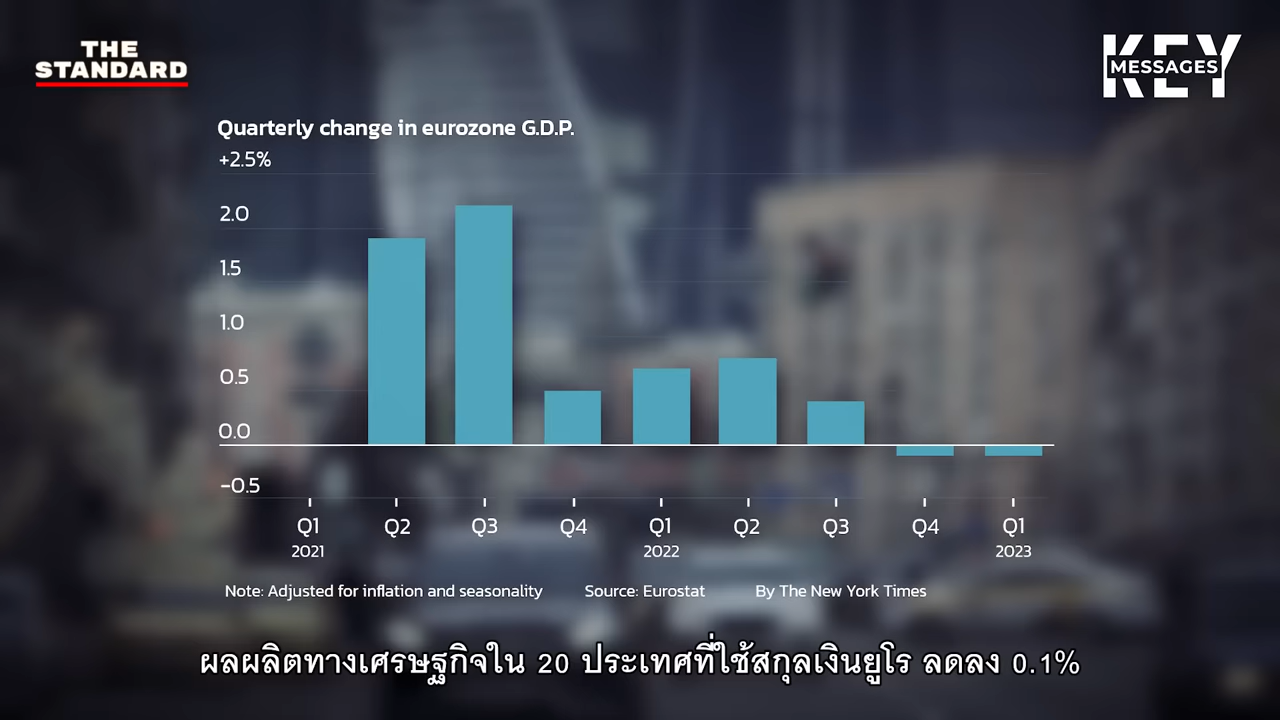 THE
STANDARD
KEY
MESSAGES
Quarterly change in eurozone G.D.P.
+2.5%
2.0
1.5
1.0
0.5
0.0
-0.5
Q1 Q2 Q3 Q4 Q1 Q2 Q3 Q4 Q1
2021 2022 2023
Note: Adjusted for inflation and seasonality Source: Eurostat By The New York Times
ผลผลิตทางเศรษฐกิจใน 20 ประเทศที่ใช้สกุลเงินยูโร ลดลง 0.1%